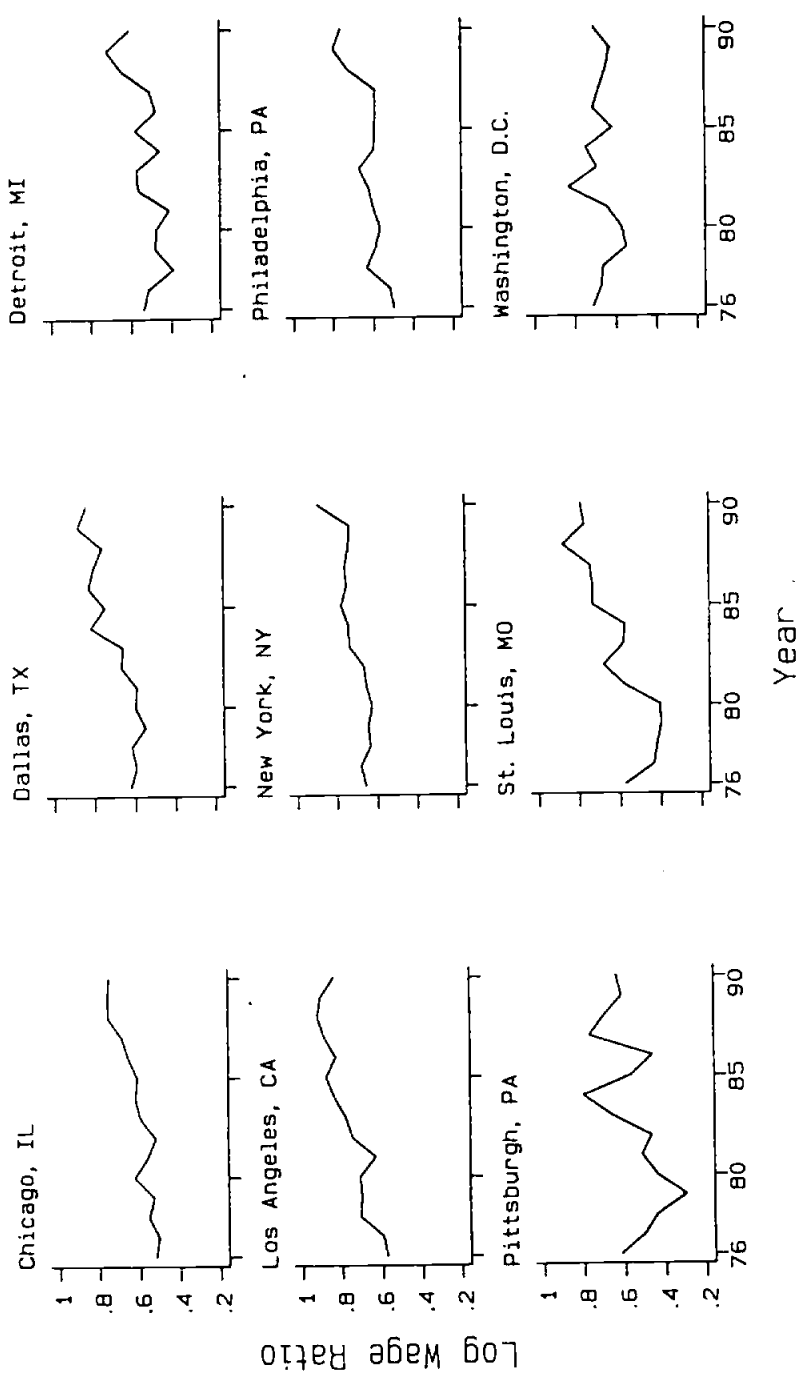 Chicago, IL
Dallas, TX
Detroit, MI
1
.8
.6
.4
.2
Los Angeles, CA
New York, NY
Philadelphia, PA
1
.8
.6
.4
.2
Pittsburgh, PA
St. Louis, MO
Washington, D.C.
1
.8
.6
.4
.2
76 80 85 90
76 80 85 90
76 80 85 90
Log Wage Ratio
Year